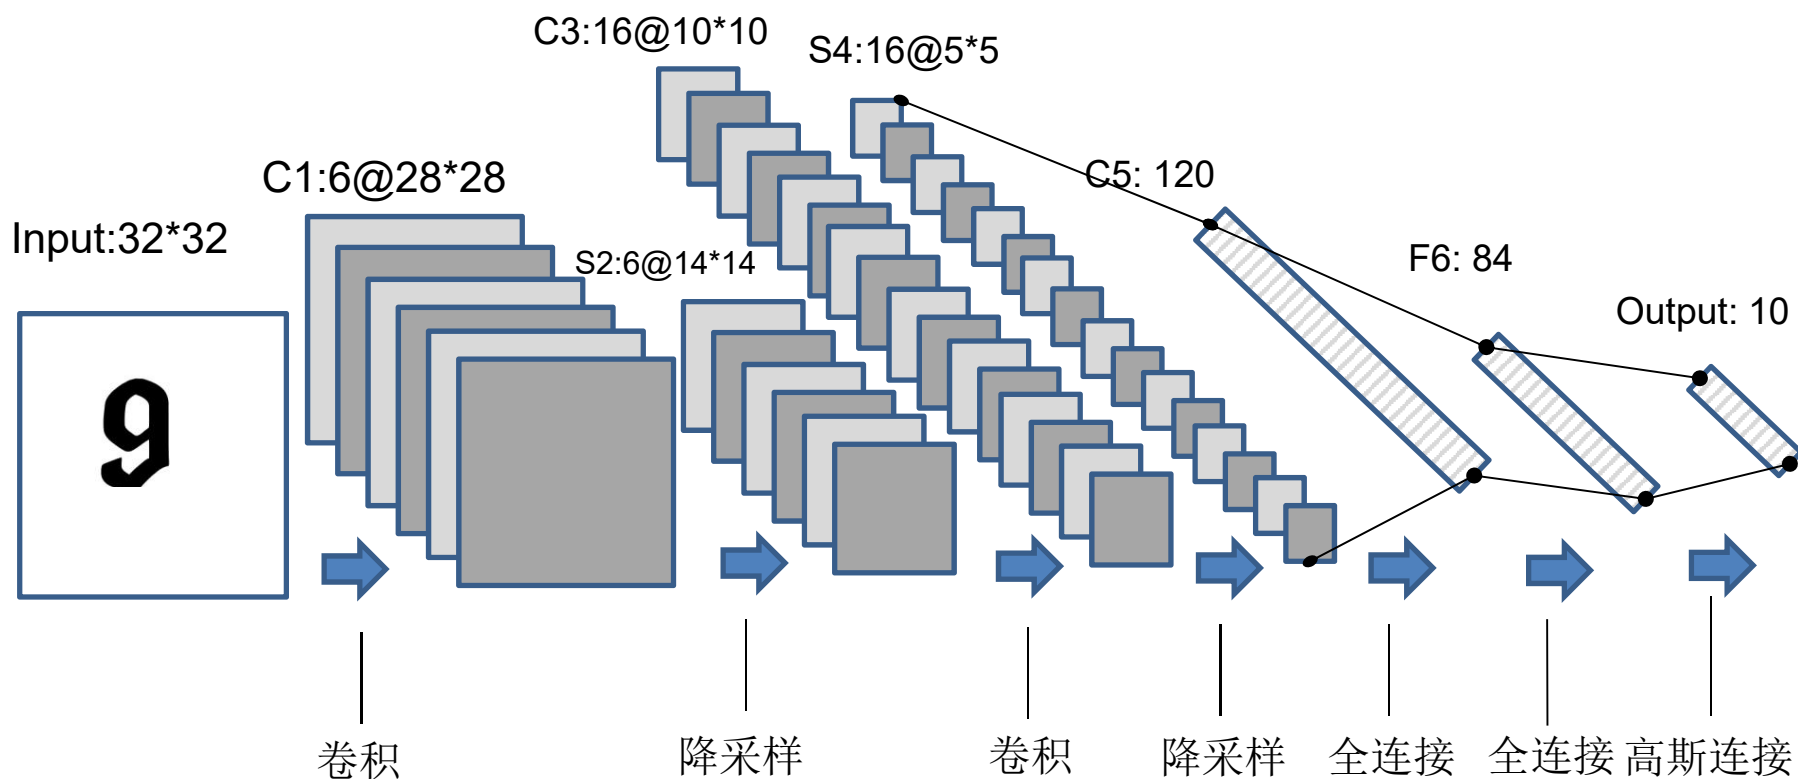 C3:16@10*10
S4:16@5*5
C1:6@28*28
C5: 120
Input:32*32
S2:6@14*14
F6: 84
Output: 10
9
卷积
降采样
卷积
降采样
全连接
全连接
高斯连接